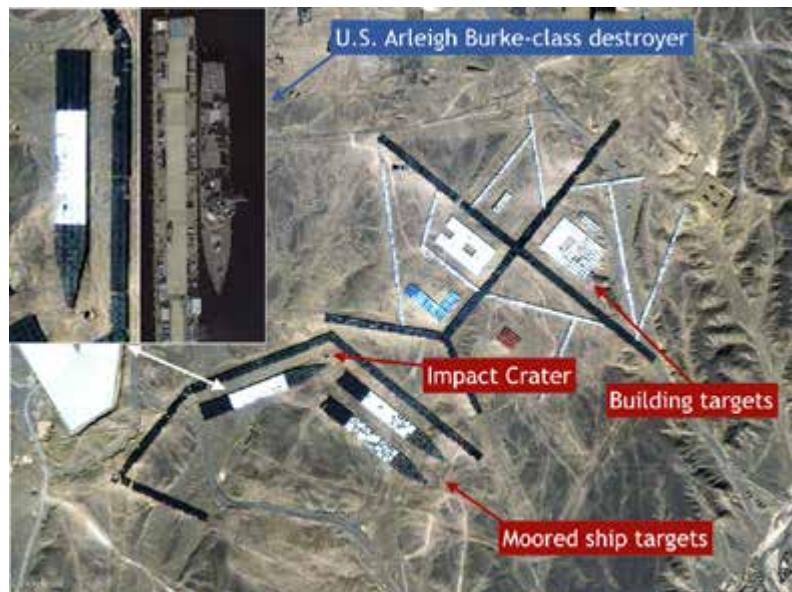 U.S. Arleigh Burke-class destroyer
Impact Crater
Building targets
Moored ship targets